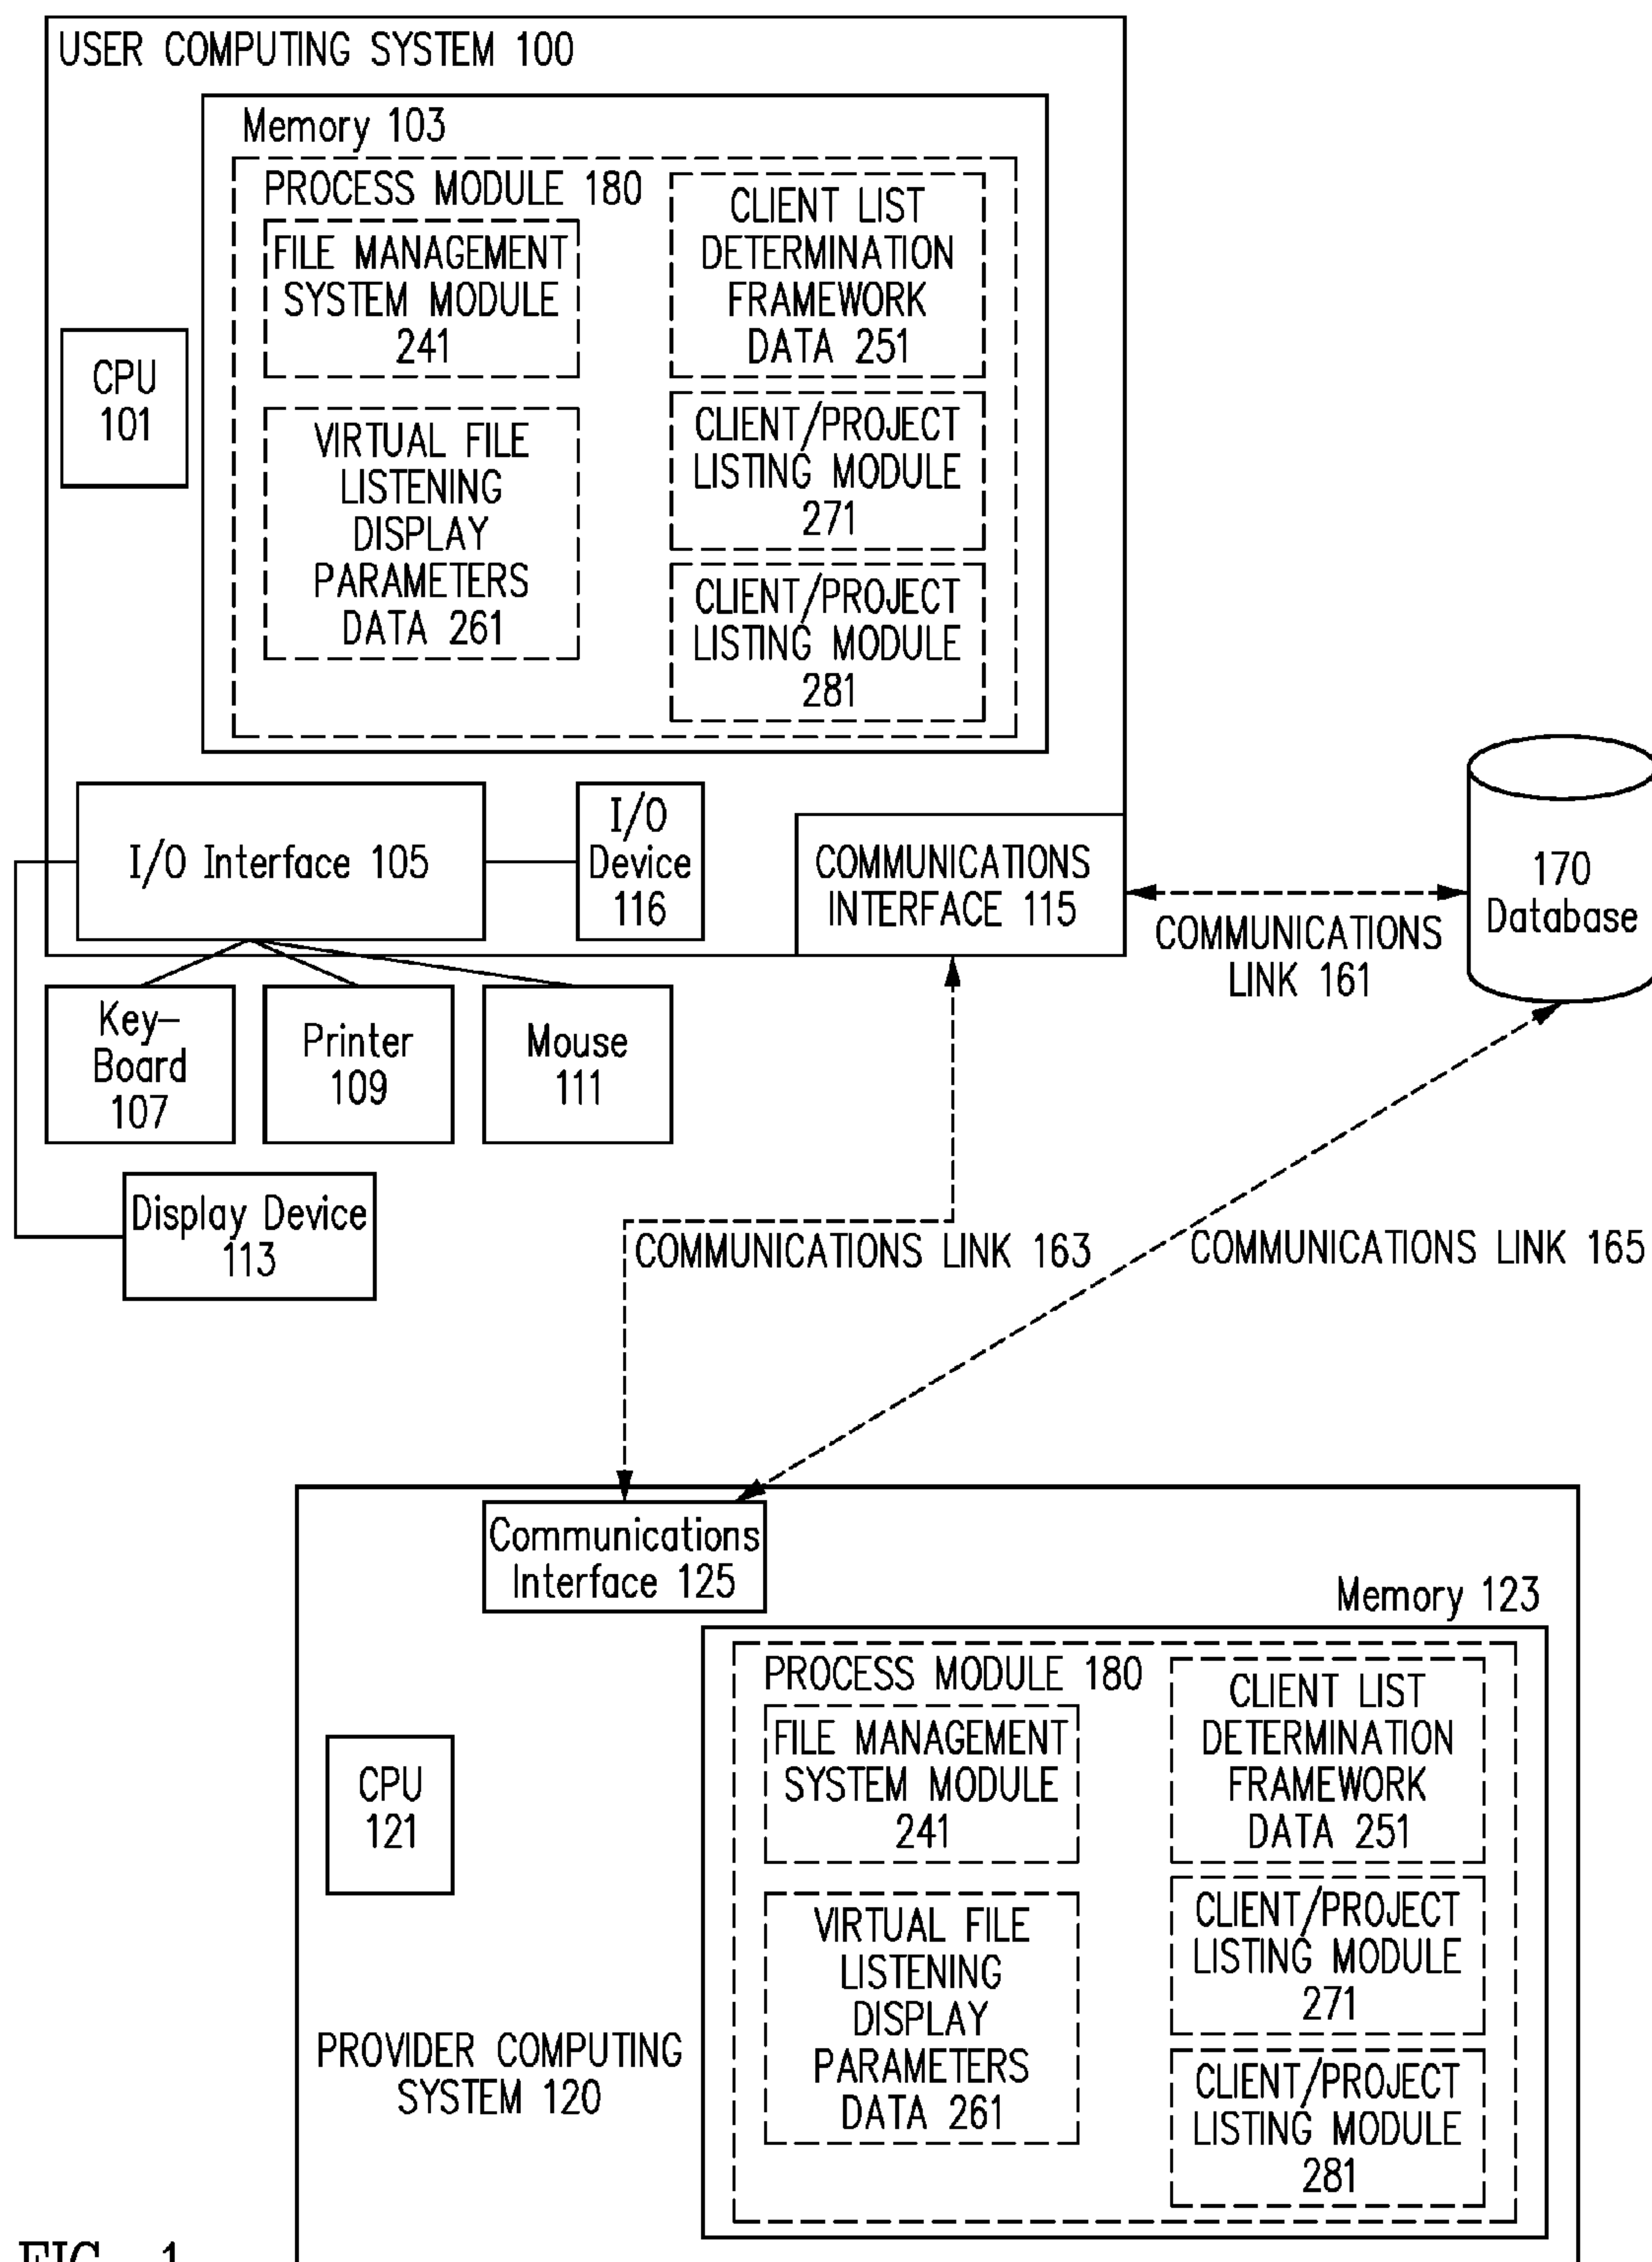 USER COMPUTING SYSTEM 100
Memory 103
PROCESS MODULE 180
FILE MANAGEMENT
SYSTEM MODULE
241
VIRTUAL FILE
LISTENING
DISPLAY
PARAMETERS
DATA 261
CLIENT LIST
DETERMINATION
FRAMEWORK
DATA 251
CLIENT/PROJECT
LISTING MODULE
271
CLIENT/PROJECT
LISTING MODULE
281
CPU
101
I/O Interface 105
I/O
Device
116
COMMUNICATIONS
INTERFACE 115
COMMUNICATIONS
LINK 161
170
Database
Key-
Board
107
Printer
109
Mouse
111
Display Device
113
COMMUNICATIONS LINK 163
COMMUNICATIONS LINK 165
Communications
Interface 125
Memory 123
PROCESS MODULE 180
FILE MANAGEMENT
SYSTEM MODULE
241
VIRTUAL FILE
LISTENING
DISPLAY
PARAMETERS
DATA 261
CLIENT LIST
DETERMINATION
FRAMEWORK
DATA 251
CLIENT/PROJECT
LISTING MODULE
271
CLIENT/PROJECT
LISTING MODULE
281
CPU
121
PROVIDER COMPUTING
SYSTEM 120
FIG. 1